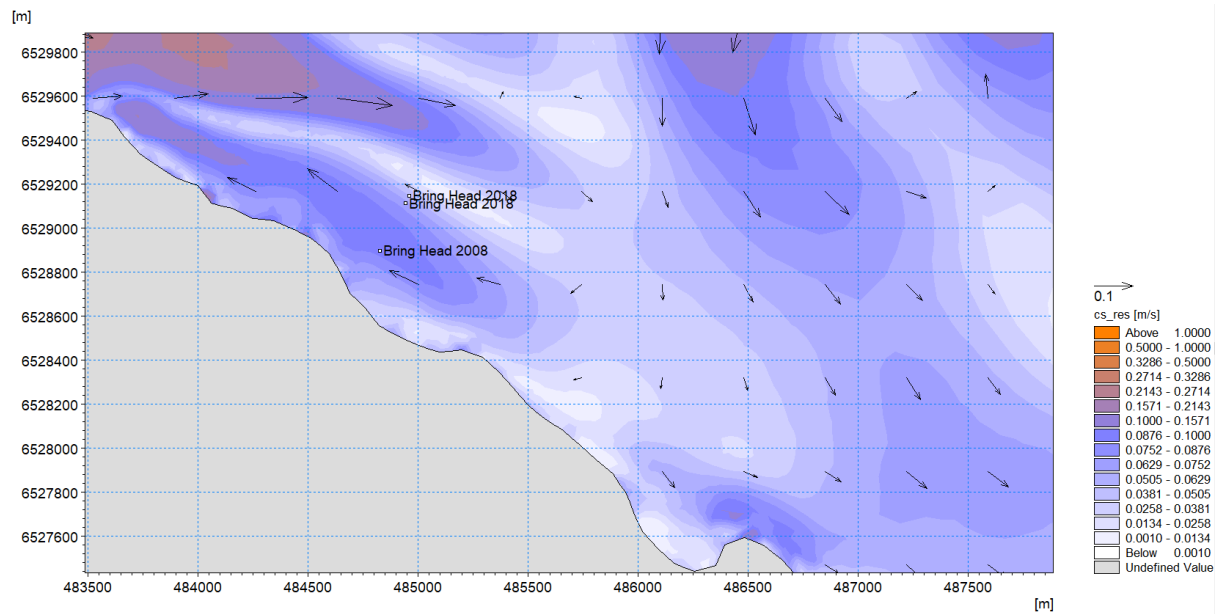 [m]
6529800
6529600
6529400
6529200
6529000
6528800
6528600
6528400
6528200
6528000
6527800
6527600
Bring Head 2018
Bring Head 2018
Bring Head 2008
483500 484000 484500 485000 485500 486000 486500 487000 487500
[m]
0.1
cs_res [m/s]
Above 1.0000
0.5000 - 1.0000
0.3286 - 0.5000
0.2714 - 0.3286
0.2143 - 0.2714
0.1571 - 0.2143
0.1000 - 0.1571
0.0876 - 0.1000
0.0752 - 0.0876
0.0629 - 0.0752
0.0505 - 0.0629
0.0381 - 0.0505
0.0258 - 0.0381
0.0134 - 0.0258
0.0010 - 0.0134
Below 0.0010
Undefined Value